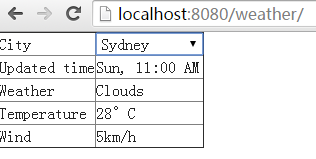 localhost:8080/weather/
City Sydney
Updated time Sun, 11:00 AM
Weather Clouds
Temperature 28° C
Wind 5km/h